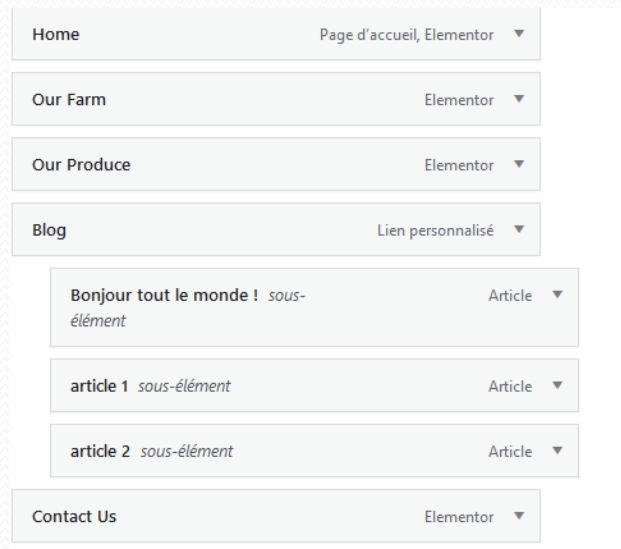 Home Page d'accueil, Elementor
Our Farm Elementor
Our Produce Elementor
Blog Lien personnalisé
Bonjour tout le monde ! sous- Article
élément
article 1 sous-élément Article
article 2 sous-élément Article
Contact Us Elementor